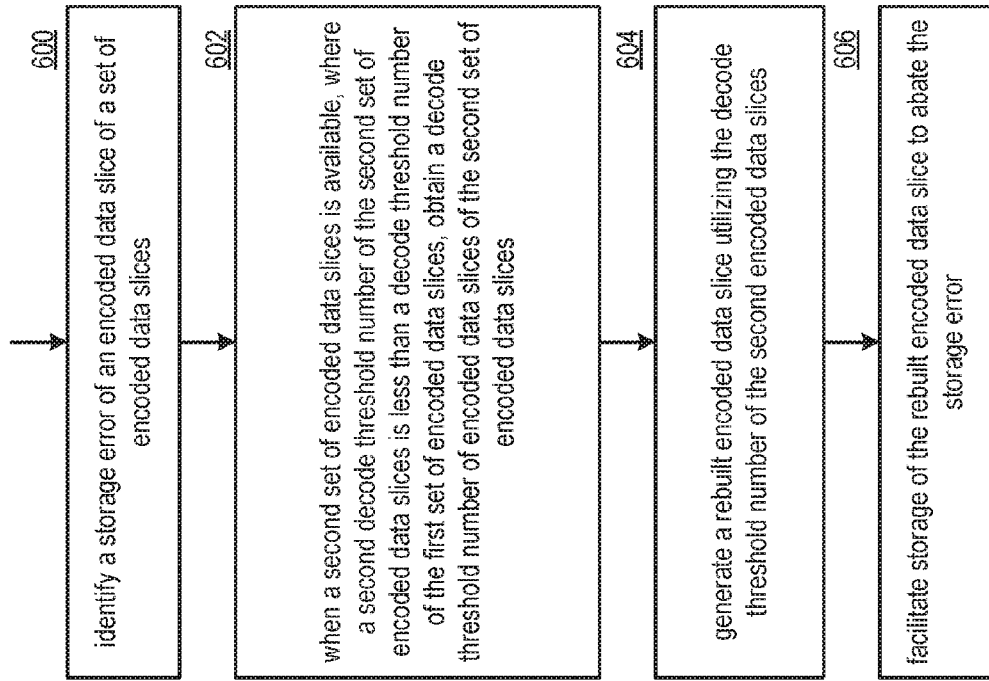 600
identify a storage error of an encoded data slice of a set of
encoded data slices
602
when a second set of encoded data slices is available, where
a second decode threshold number of the second set of
encoded data slices is less than a decode threshold number
of the first set of encoded data slices, obtain a decode
threshold number of encoded data slices of the second set of
encoded data slices
604
generate a rebuilt encoded data slice utilizing the decode
threshold number of the second encoded data slices
606
facilitate storage of the rebuilt encoded data slice to abate the
storage error